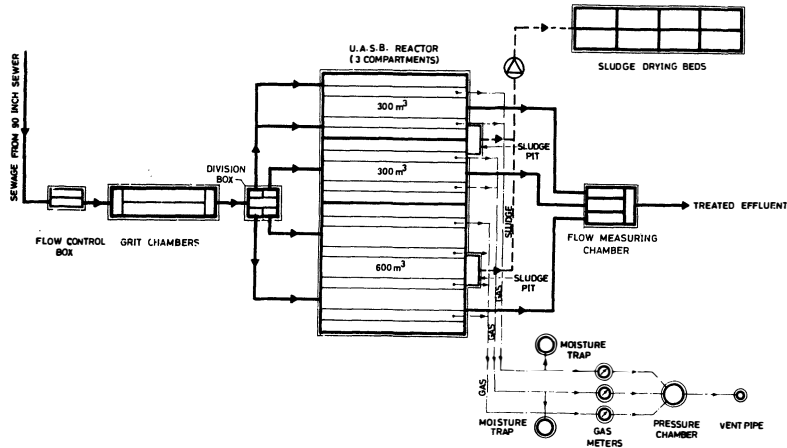 SEWAGE FROM 90 INCH SEWER
FLOW CONTROL
BOX
GRIT CHAMBERS
DIVISION
BOX
U.A.S.B. REACTOR
(3 COMPARTMENTS)
300 m³
300 m³
600 m³
SLUDGE
PIT
SLUDGE
SLUDGE
PIT
SLUDGE DRYING BEDS
FLOW MEASURING
CHAMBER
TREATED EFFLUENT
GAS
GAS
GAS
MOISTURE
TRAP
MOISTURE
TRAP
GAS
METERS
PRESSURE
CHAMBER
VENT PIPE